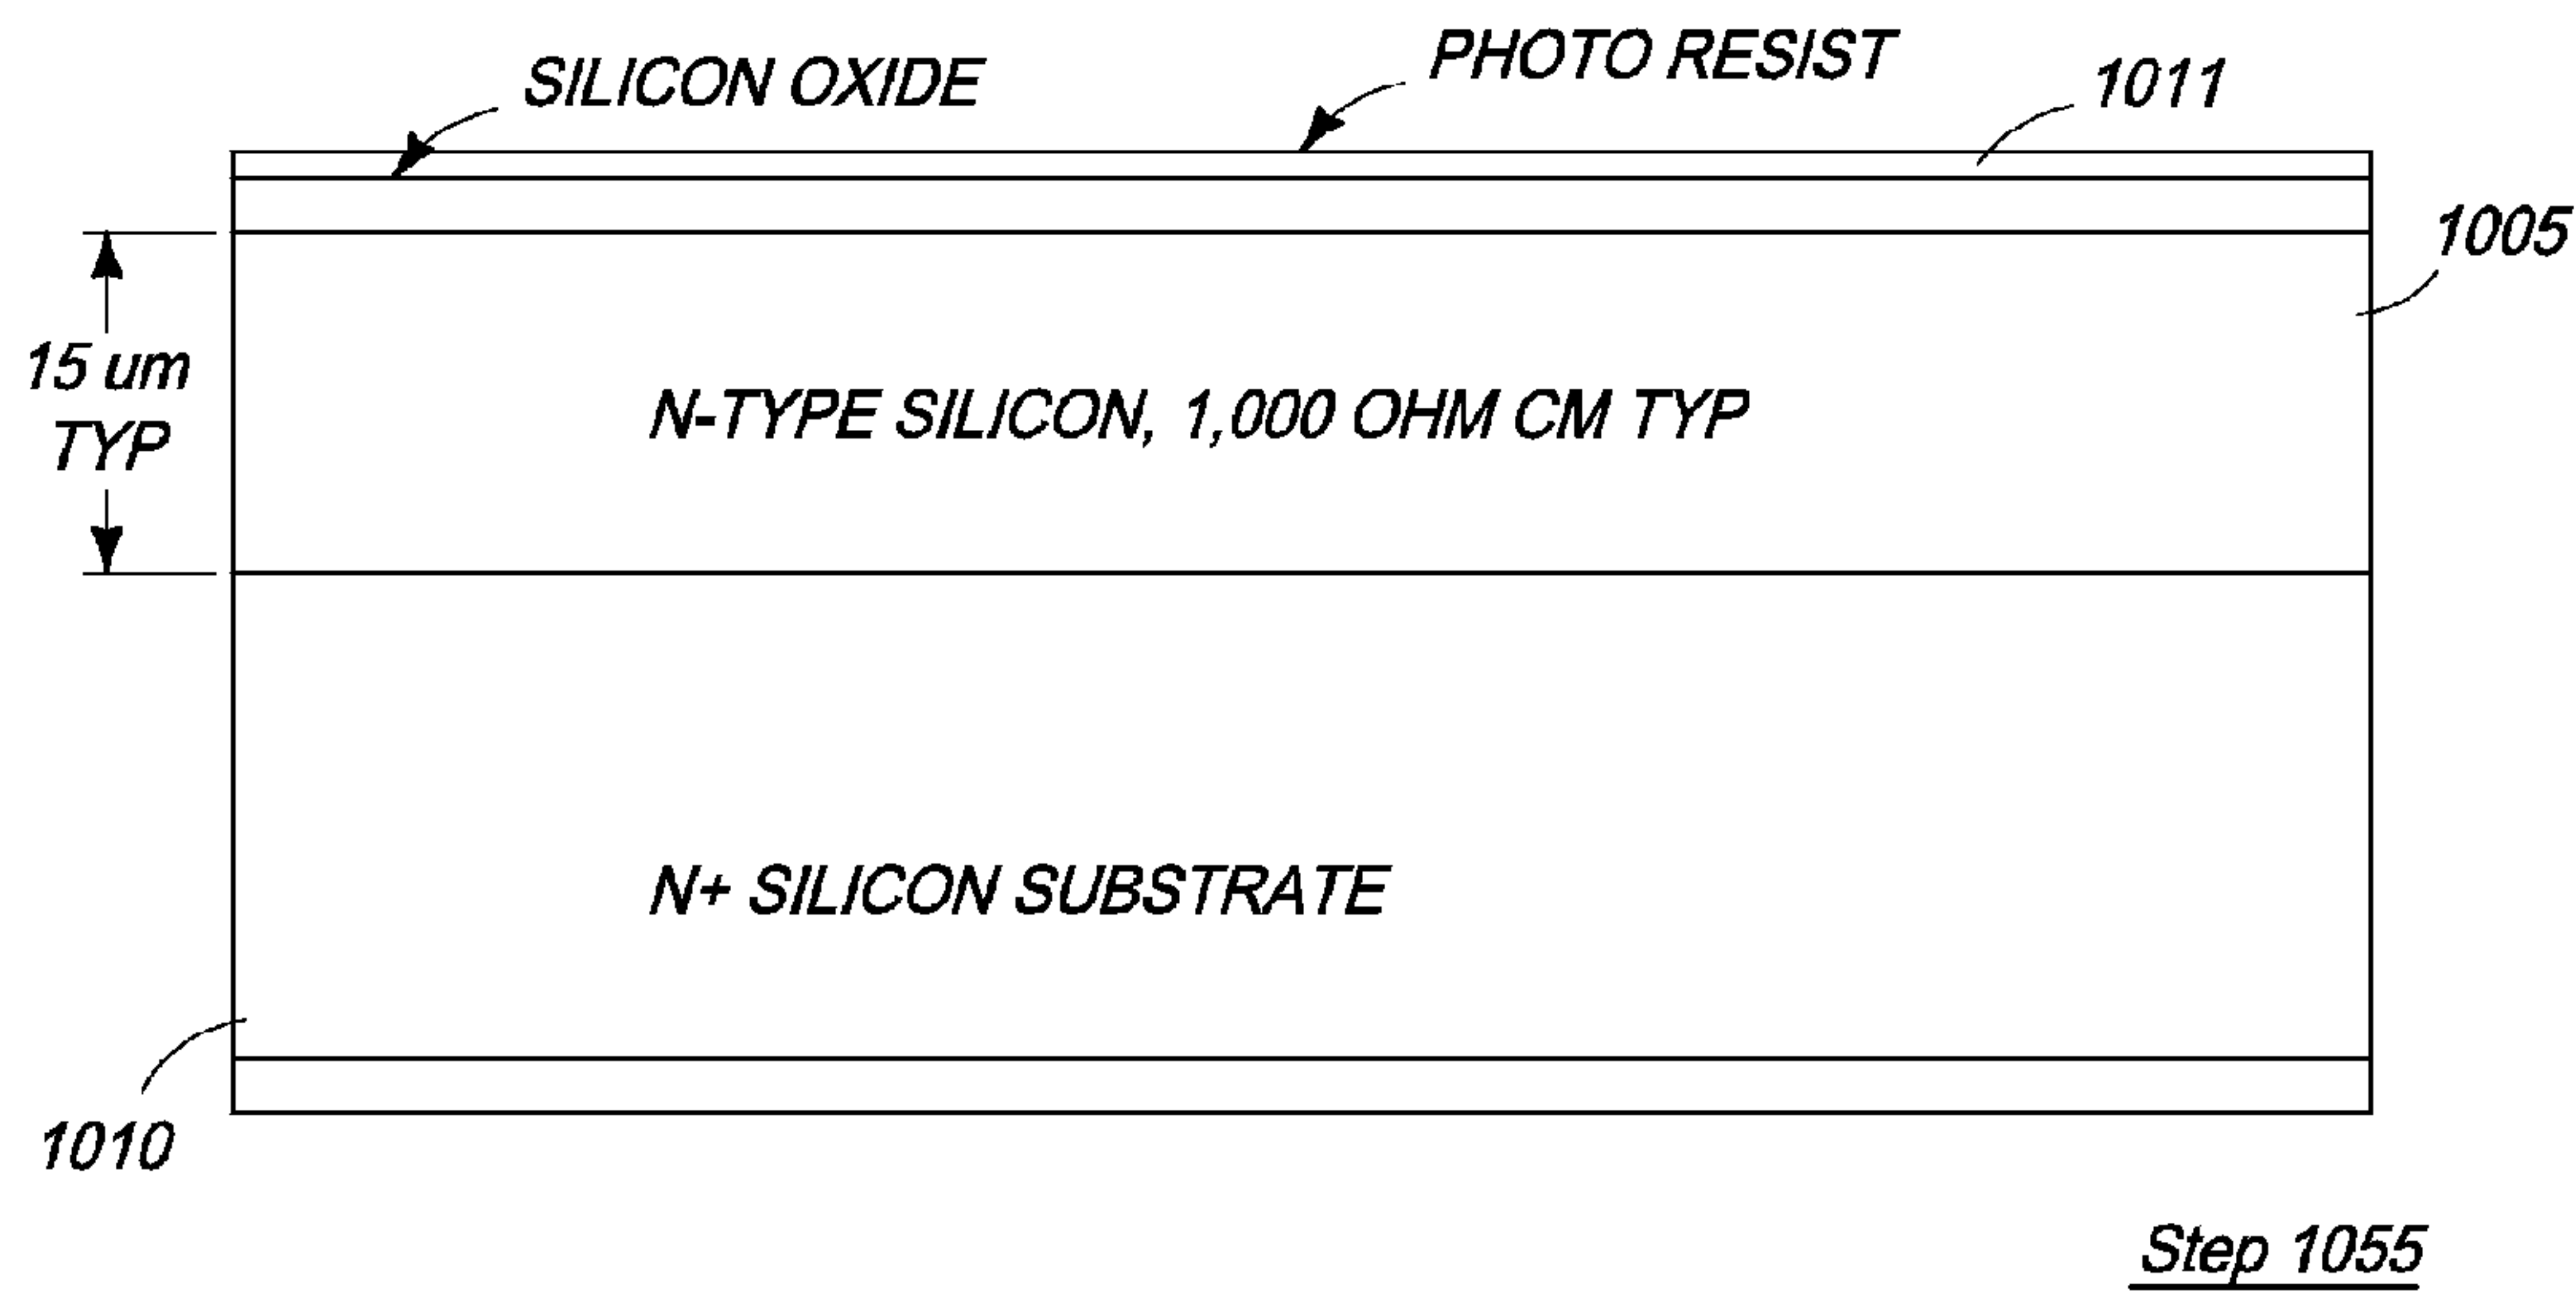 PHOTO RESIST
SILICON OXIDE
1011
1005
15 um
TYP
N-TYPE SILICON, 1,000 OHM CM TYP
N+ SILICON SUBSTRATE
1010
Step 1055